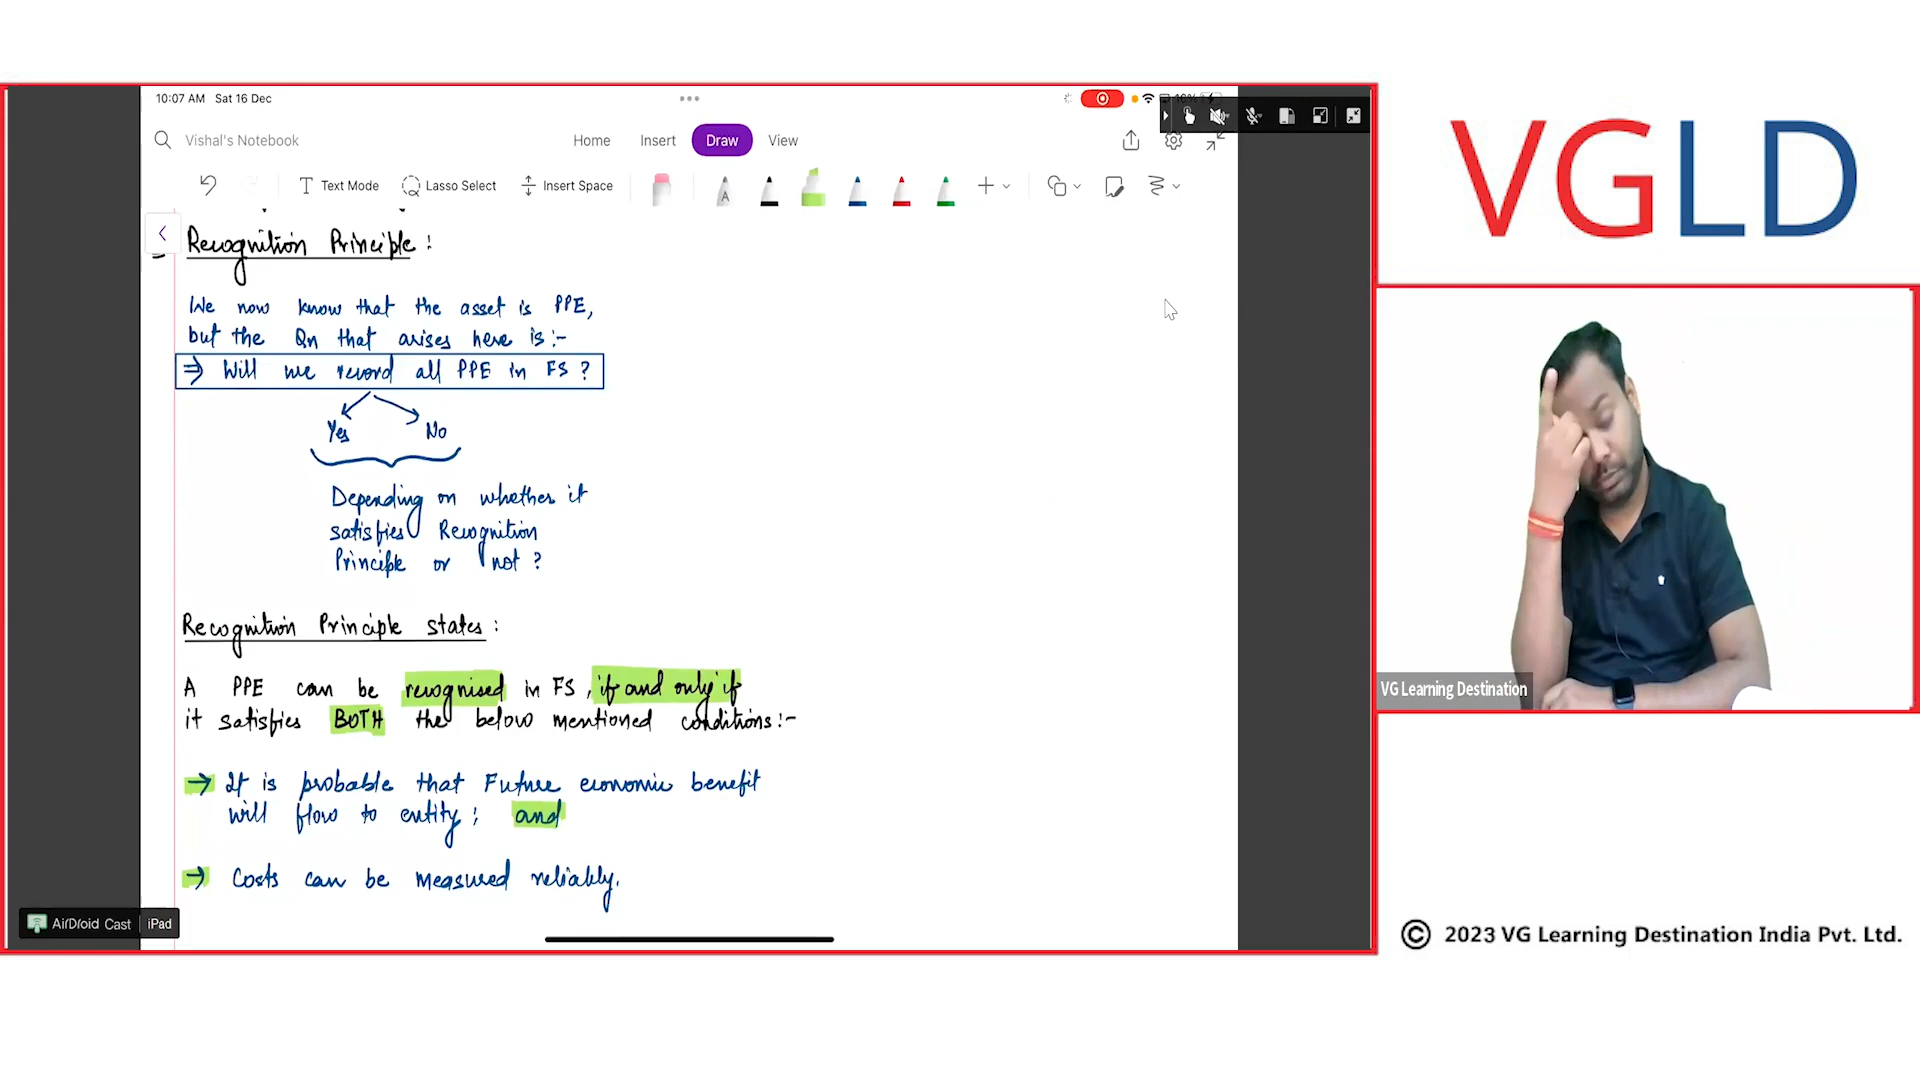 10:07 AM Sat 16 Dec
Vishal's Notebook
Home Insert Draw View
Text Mode Lasso Select Insert Space
Recognition Principle :
We now know that the asset is PPE,
but the Qn that arises here is :-
⇒ Will we record all PPE in FS ?
Yes No
Depending on whether it
satisfies Recognition
Principle or not ?
Recognition Principle states :
A PPE can be recognised in FS, if and only if
it satisfies BOTH the below mentioned conditions :-
→ It is probable that Future economic benefit
will flow to entity ; and
→ Costs can be measured reliably.
AirDroid Cast iPad
VGLD
VG Learning Destination
© 2023 VG Learning Destination India Pvt. Ltd.